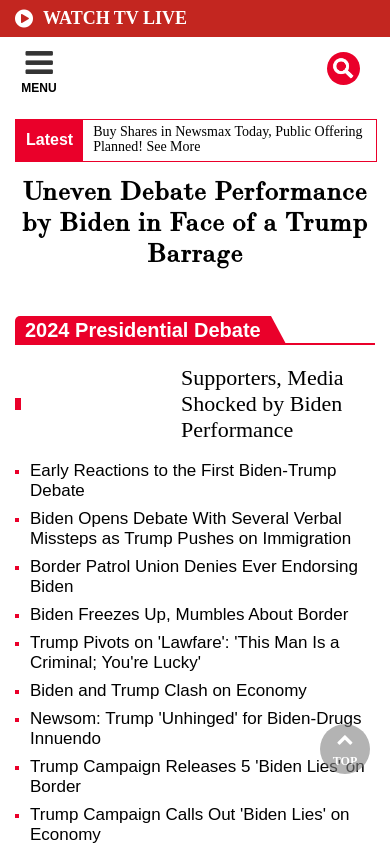 WATCH TV LIVE
MENU
Latest
Buy Shares in Newsmax Today, Public Offering
Planned! See More
Uneven Debate Performance
by Biden in Face of a Trump
Barrage
2024 Presidential Debate
Supporters, Media
Shocked by Biden
Performance
Early Reactions to the First Biden-Trump
Debate
Biden Opens Debate With Several Verbal
Missteps as Trump Pushes on Immigration
Border Patrol Union Denies Ever Endorsing
Biden
Biden Freezes Up, Mumbles About Border
Trump Pivots on 'Lawfare': 'This Man Is a
Criminal; You're Lucky'
Biden and Trump Clash on Economy
Newsom: Trump 'Unhinged' for Biden-Drugs
Innuendo
TOP
Trump Campaign Releases 5 'Biden Lies' on
Border
Trump Campaign Calls Out 'Biden Lies' on
Economy